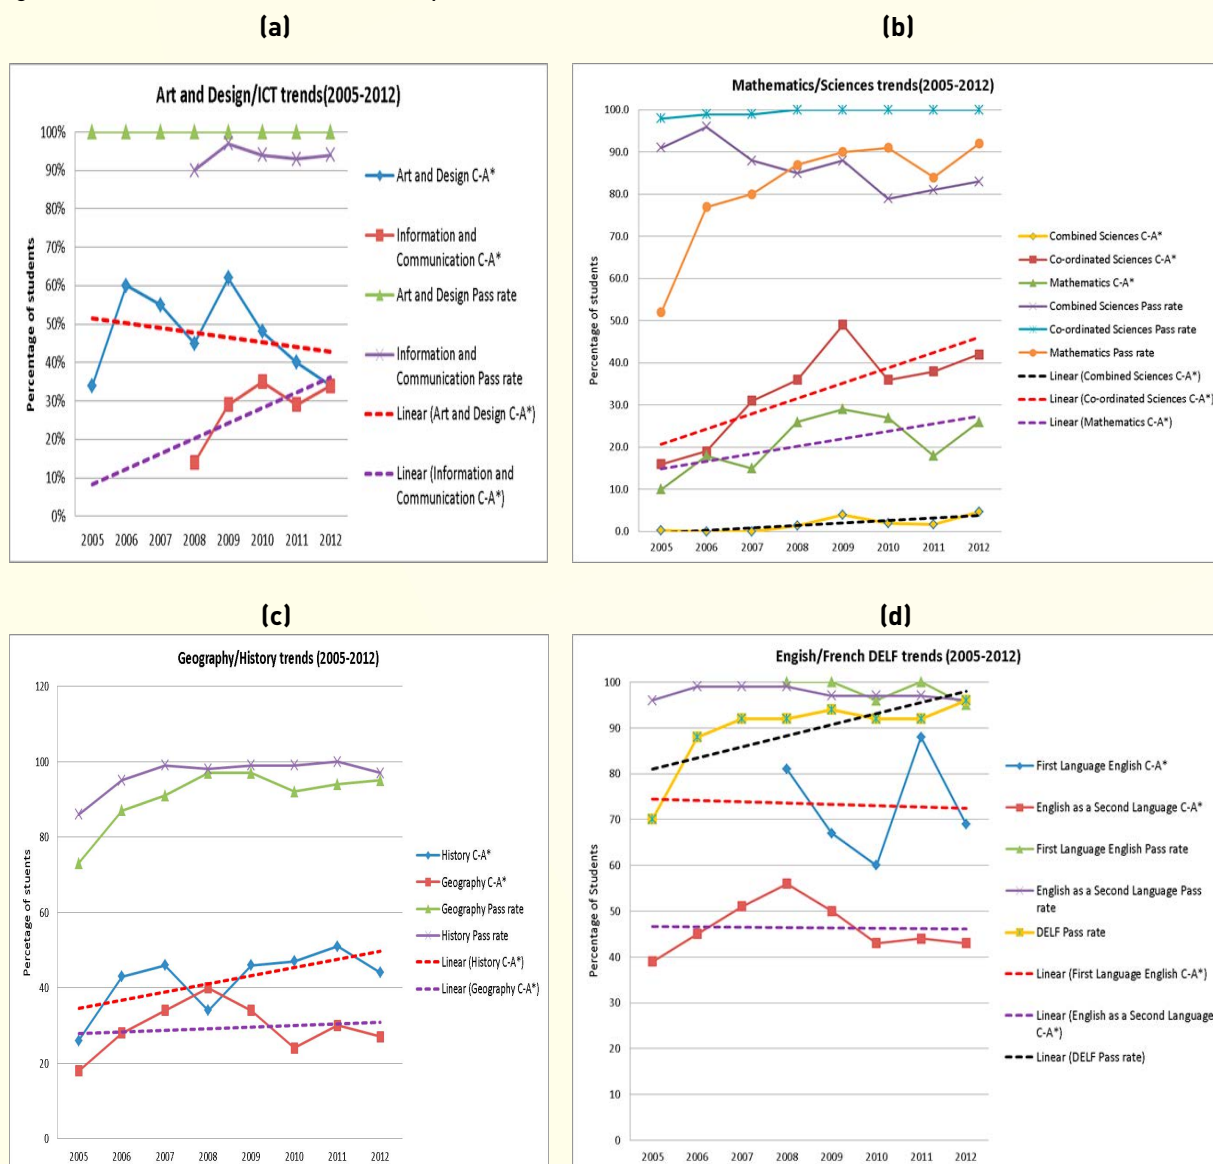 (a)
Art and Design/ICT trends(2005-2012)
Percentage of students
100%
90%
80%
70%
60%
50%
40%
30%
20%
10%
0%
2005 2006 2007 2008 2009 2010 2011 2012
Art and Design C-A*
Information and
Communication C-A*
Art and Design Pass rate
Information and
Communication Pass rate
Linear (Art and Design C-A*)
Linear (Information and
Communication C-A*)
(b)
Mathematics/Sciences trends(2005-2012)
Percentage of students
100.0
90.0
80.0
70.0
60.0
50.0
40.0
30.0
20.0
10.0
0.0
2005 2006 2007 2008 2009 2010 2011 2012
Combined Sciences C-A*
Co-ordinated Sciences C-A*
Mathematics C-A*
Combined Sciences Pass rate
Co-ordinated Sciences Pass rate
Mathematics Pass rate
Linear (Combined Sciences C-A*)
Linear (Co-ordinated Sciences C-A*)
Linear (Mathematics C-A*)
(c)
Geography/History trends (2005-2012)
Percetage of stuents
120
100
80
60
40
20
0
2005 2006 2007 2008 2009 2010 2011 2012
History C-A*
Geography C-A*
Geography Pass rate
History Pass rate
Linear (History C-A*)
Linear (Geography C-A*)
(d)
Engish/French DELF trends (2005-2012)
Percentage of Students
100
90
80
70
60
50
40
30
20
10
0
2005 2006 2007 2008 2009 2010 2011 2012
First Language English C-A*
English as a Second Language C-A*
First Language English Pass rate
English as a Second Language Pass
rate
DELF Pass rate
Linear (First Language English C-A*)
Linear (English as a Second Language
C-A*)
Linear (DELF Pass rate)